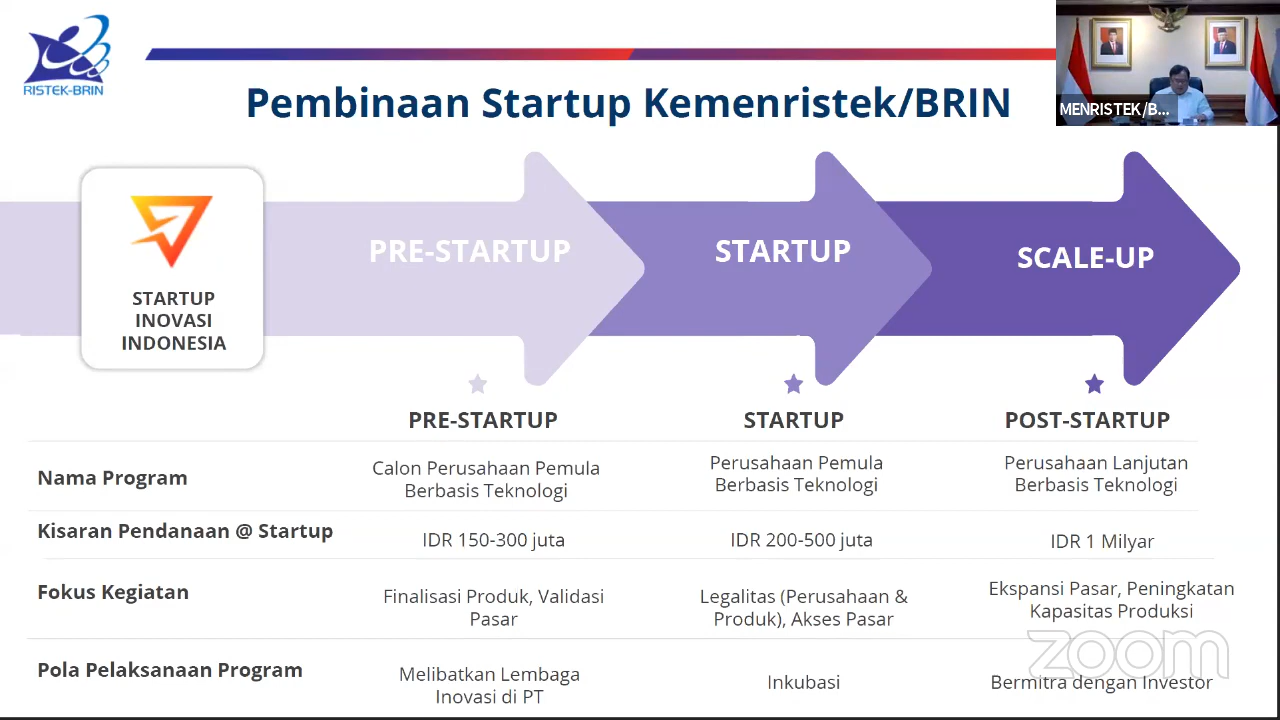 RISTEK-BRIN
Pembinaan Startup Kemenristek/BRIN
MENRISTEK/B...
STARTUP
INOVASI
INDONESIA
PRE-STARTUP
STARTUP
SCALE-UP
PRE-STARTUP
STARTUP
POST-STARTUP
Nama Program
Calon Perusahaan Pemula
Berbasis Teknologi
Perusahaan Pemula
Berbasis Teknologi
Perusahaan Lanjutan
Berbasis Teknologi
Kisaran Pendanaan @ Startup
IDR 150-300 juta
IDR 200-500 juta
IDR 1 Milyar
Fokus Kegiatan
Finalisasi Produk, Validasi
Pasar
Legalitas (Perusahaan &
Produk), Akses Pasar
Ekspansi Pasar, Peningkatan
Kapasitas Produksi
Pola Pelaksanaan Program
Melibatkan Lembaga
Inovasi di PT
Inkubasi
Bermitra dengan Investor
zoom